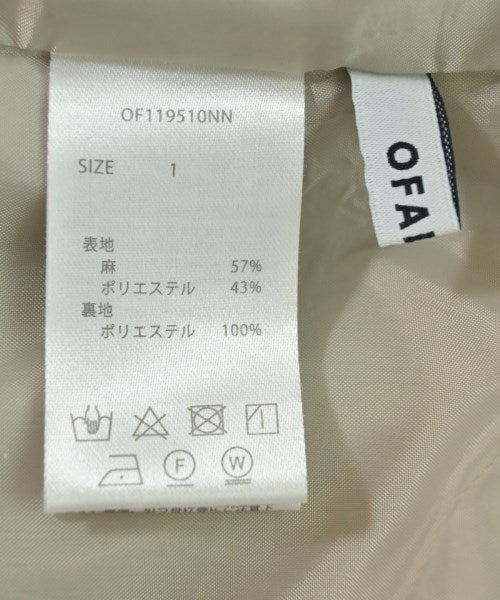 OF119510NN
SIZE 1
表地
麻 57%
ポリエステル 43%
裏地
ポリエステル 100%
F
W